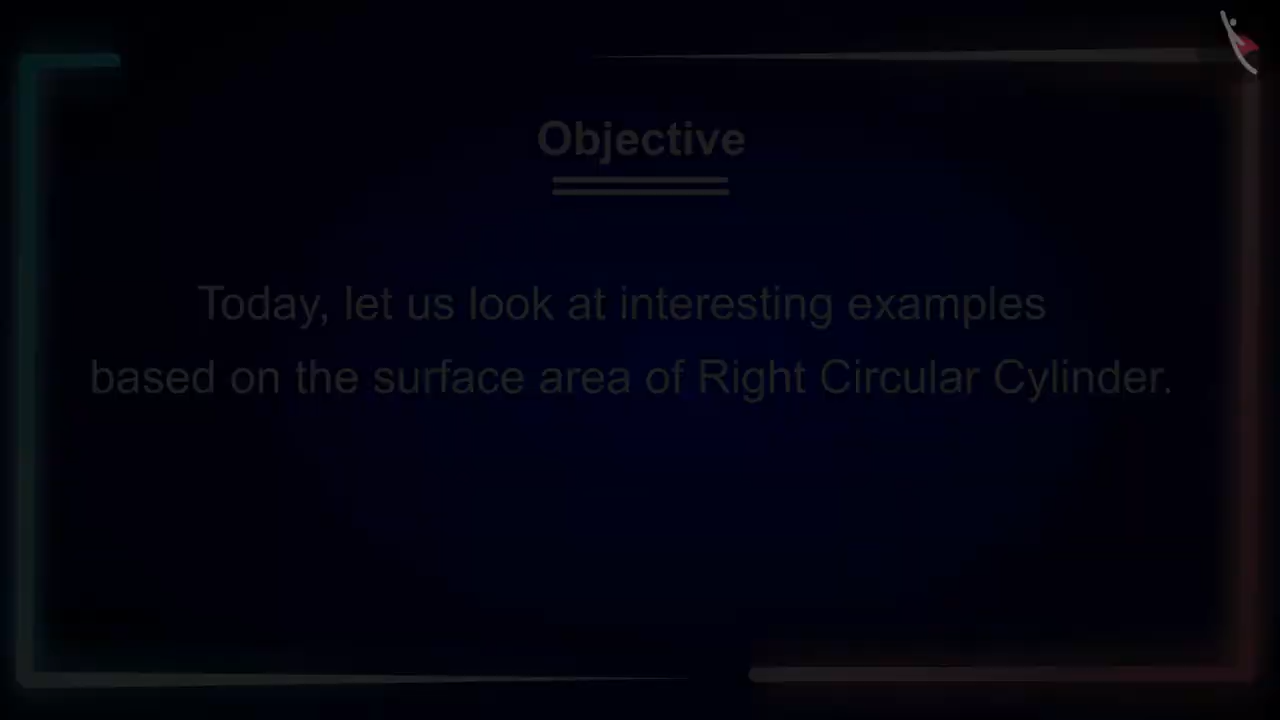 Objective
Today, let us look at interesting examples
based on the surface area of Right Circular Cylinder.